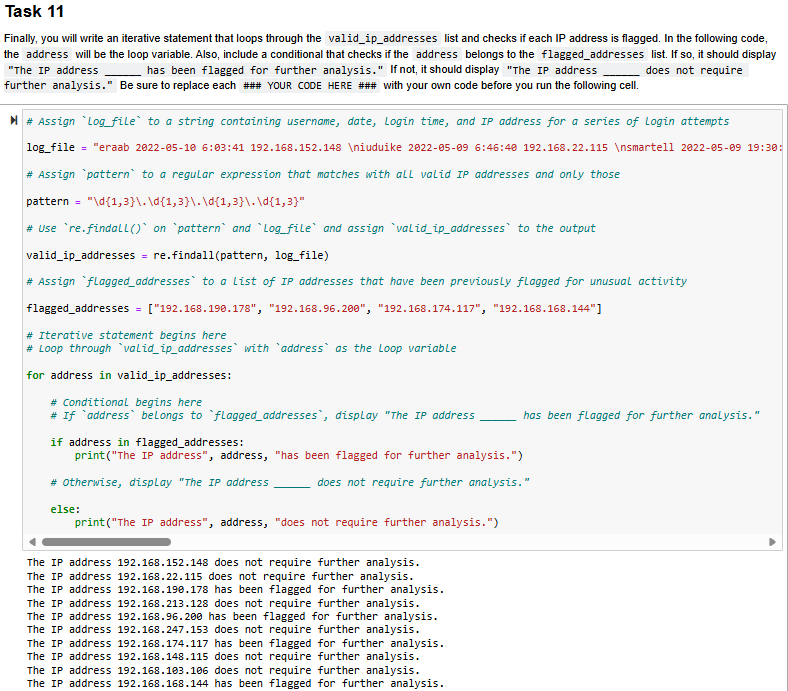 Task 11
Finally, you will write an iterative statement that loops through the valid_ip_addresses list and checks if each IP address is flagged. In the following code,
the address will be the loop variable. Also, include a conditional that checks if the address belongs to the flagged_addresses list. If so, it should display
"The IP address ______ has been flagged for further analysis." If not, it should display "The IP address ______ does not require
further analysis." Be sure to replace each ### YOUR CODE HERE ### with your own code before you run the following cell.
# Assign `log_file` to a string containing username, date, login time, and IP address for a series of login attempts
log_file = "eraab 2022-05-10 6:03:41 192.168.152.148 \niuduike 2022-05-09 6:46:40 192.168.22.115 \nsmartell 2022-05-09 19:30:
# Assign `pattern` to a regular expression that matches with all valid IP addresses and only those
pattern = "\d{1,3}\.\d{1,3}\.\d{1,3}\.\d{1,3}"
# Use `re.findall()` on `pattern` and `log_file` and assign `valid_ip_addresses` to the output
valid_ip_addresses = re.findall(pattern, log_file)
# Assign `flagged_addresses` to a list of IP addresses that have been previously flagged for unusual activity
flagged_addresses = ["192.168.190.178", "192.168.96.200", "192.168.174.117", "192.168.168.144"]
# Iterative statement begins here
# Loop through `valid_ip_addresses` with `address` as the loop variable
for address in valid_ip_addresses:
# Conditional begins here
# If `address` belongs to `flagged_addresses`, display "The IP address ______ has been flagged for further analysis."
if address in flagged_addresses:
print("The IP address", address, "has been flagged for further analysis.")
# Otherwise, display "The IP address ______ does not require further analysis."
else:
print("The IP address", address, "does not require further analysis.")
The IP address 192.168.152.148 does not require further analysis.
The IP address 192.168.22.115 does not require further analysis.
The IP address 192.168.190.178 has been flagged for further analysis.
The IP address 192.168.213.128 does not require further analysis.
The IP address 192.168.96.200 has been flagged for further analysis.
The IP address 192.168.247.153 does not require further analysis.
The IP address 192.168.174.117 has been flagged for further analysis.
The IP address 192.168.148.115 does not require further analysis.
The IP address 192.168.103.106 does not require further analysis.
The IP address 192.168.168.144 has been flagged for further analysis.